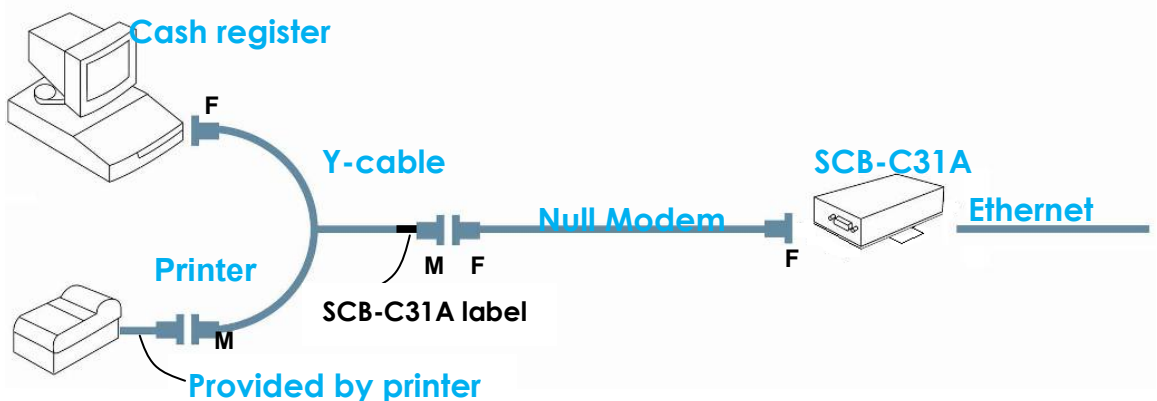 Cash register
F
Y-cable
SCB-C31A
Null Modem
Ethernet
M F
F
Printer
SCB-C31A label
M
Provided by printer